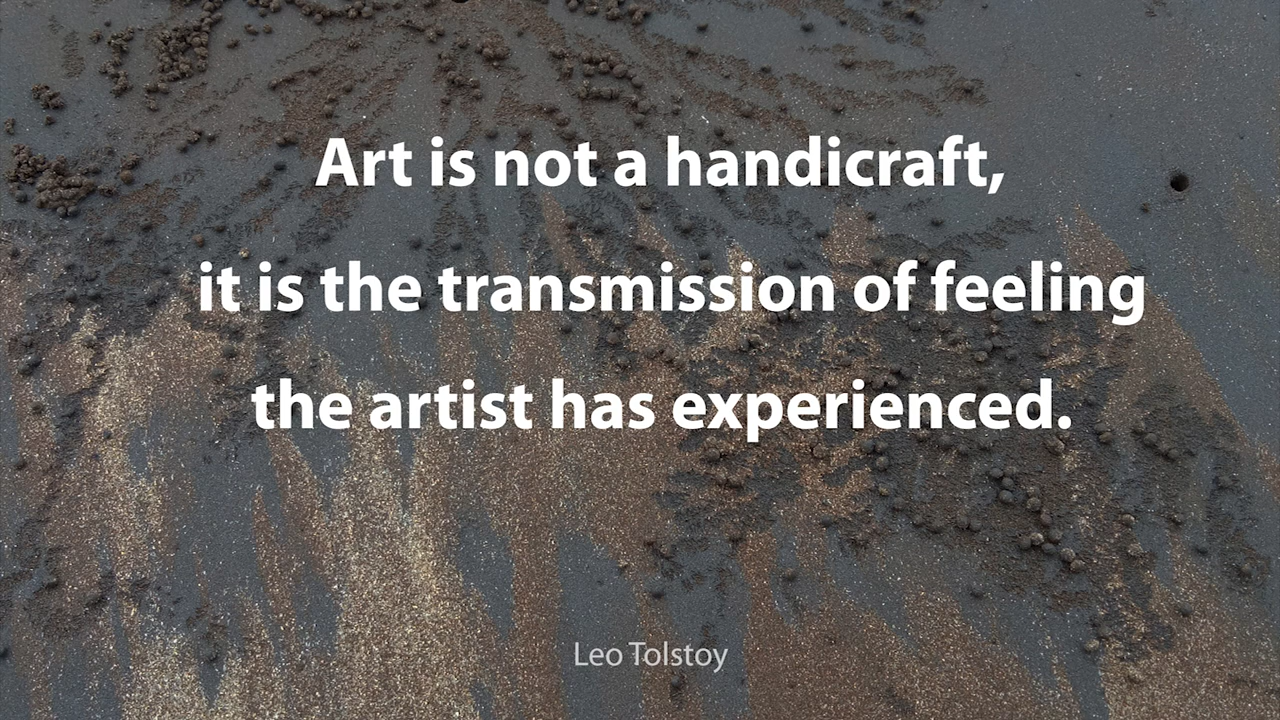 Art is not a handicraft,
it is the transmission of feeling
the artist has experienced.
Leo Tolstoy